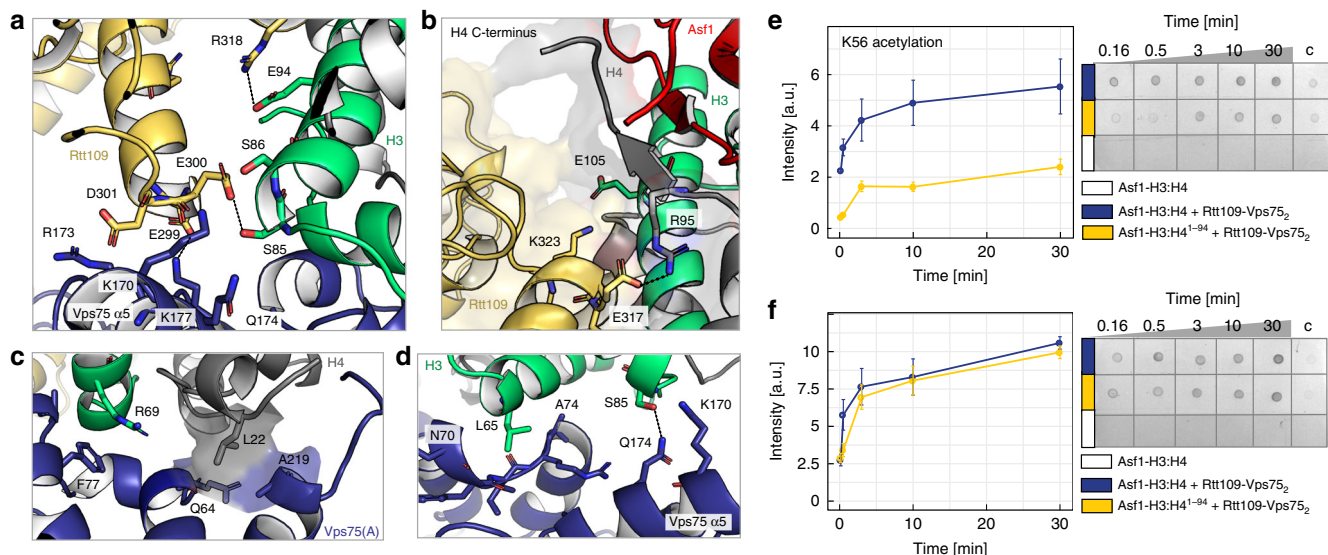 a
R318
E94
S86
H3
Rtt109
E300
D301
R173
E299
S85
K170
Vps75 α5
K177
Q174
b
H4 C-terminus
Asf1
H4
H3
E105
R95
K323
Rtt109
E317
c
H4
R69
L22
A219
F77
Q64
Vps75(A)
d
H3
S85
K170
A74
L65
N70
Q174
Vps75 α5
e
K56 acetylation
6
4
2
0
Intensity [a.u.]
0 10 20 30
Time [min]
Time [min]
0.16 0.5 3 10 30 c
Asf1-H3:H4
Asf1-H3:H4 + Rtt109-Vps75₂
Asf1-H3:H4¹⁻⁹⁴ + Rtt109-Vps75₂
f
10
7.5
5
2.5
0
Intensity [a.u.]
0 10 20 30
Time [min]
Time [min]
0.16 0.5 3 10 30 c
Asf1-H3:H4
Asf1-H3:H4 + Rtt109-Vps75₂
Asf1-H3:H4¹⁻⁹⁴ + Rtt109-Vps75₂